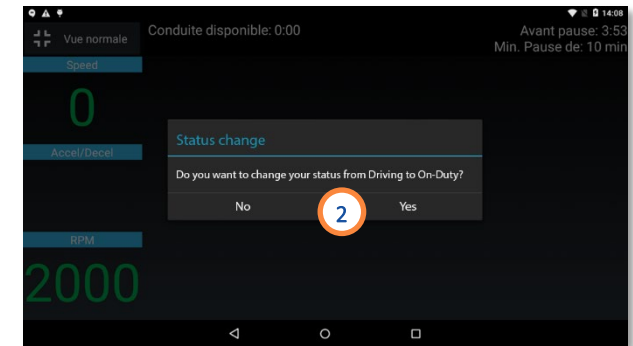 14:08
Vue normale
Conduite disponible: 0:00
Avant pause: 3:53
Min. Pause de: 10 min
Speed
0
Accel/Decel
Status change
Do you want to change your status from Driving to On-Duty?
No
2
Yes
RPM
2000